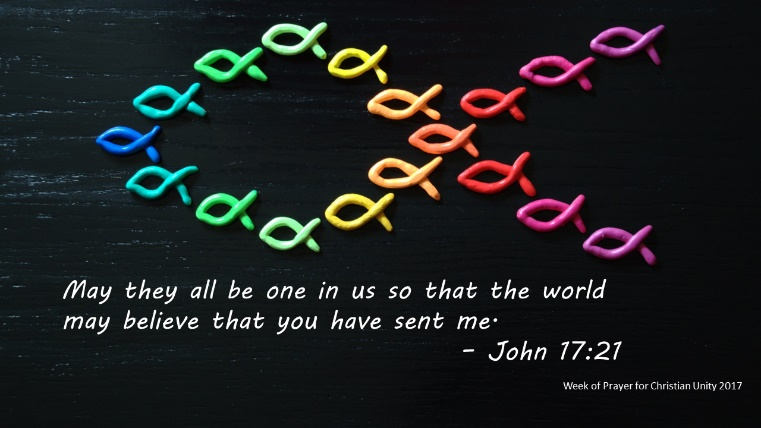 May they all be one in us so that the world
may believe that you have sent me.
- John 17:21
Week of Prayer for Christian Unity 2017